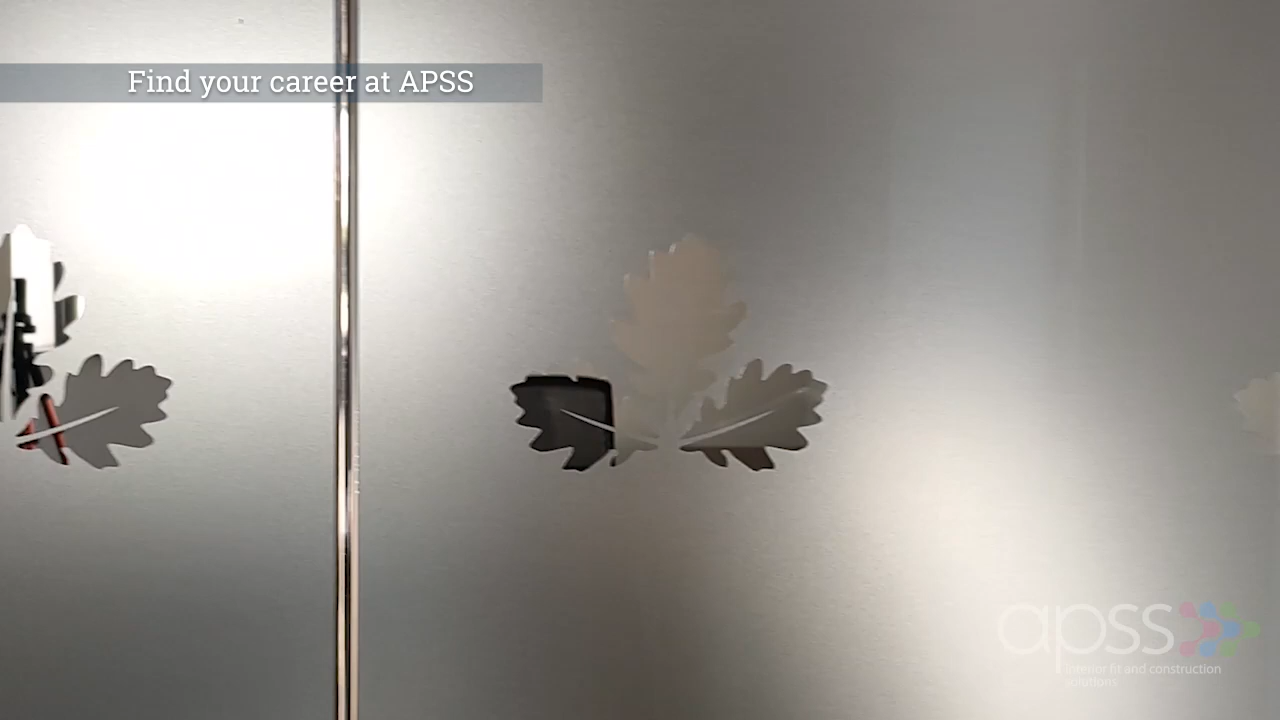 Find your career at APSS
apss
interior fit and construction
solutions